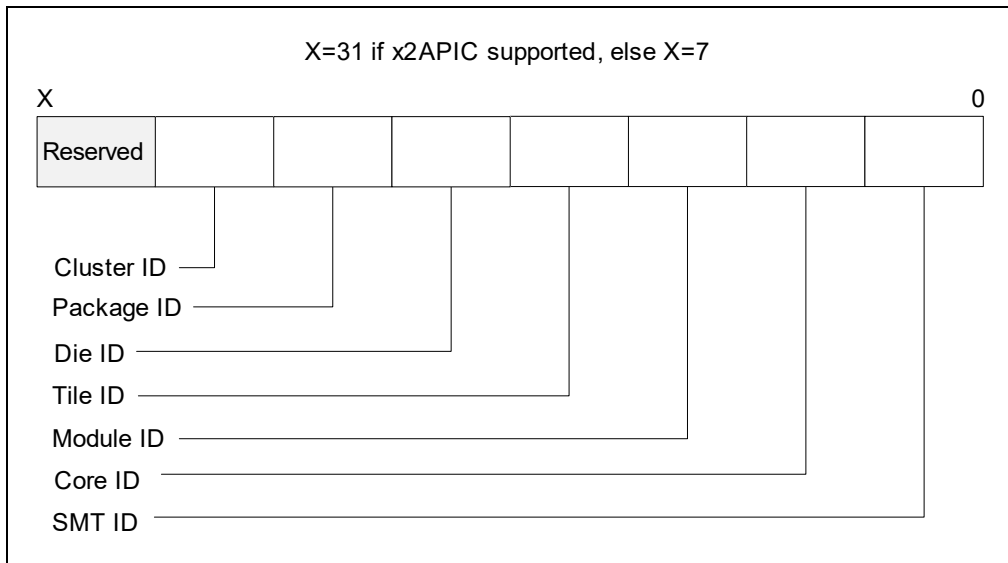 X=31 if x2APIC supported, else X=7
X 0
Reserved
Cluster ID
Package ID
Die ID
Tile ID
Module ID
Core ID
SMT ID